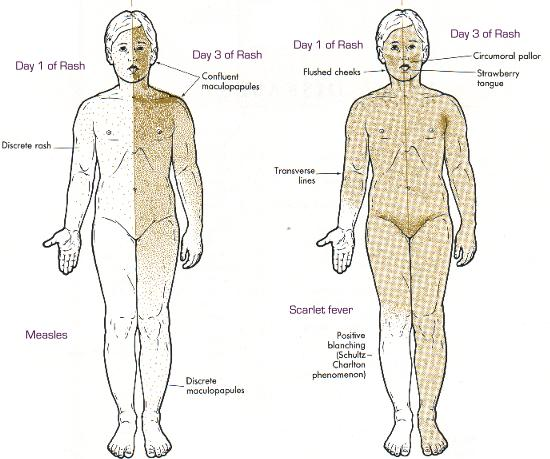 Day 1 of Rash
Day 3 of Rash
Confluent
maculopapules
Discrete rash
Measles
Discrete
maculopapules
Day 1 of Rash
Day 3 of Rash
Circumoral pallor
Flushed cheeks
Strawberry
tongue
Transverse
lines
Scarlet fever
Positive
blanching
(Schultz–
Charlton
phenomenon)